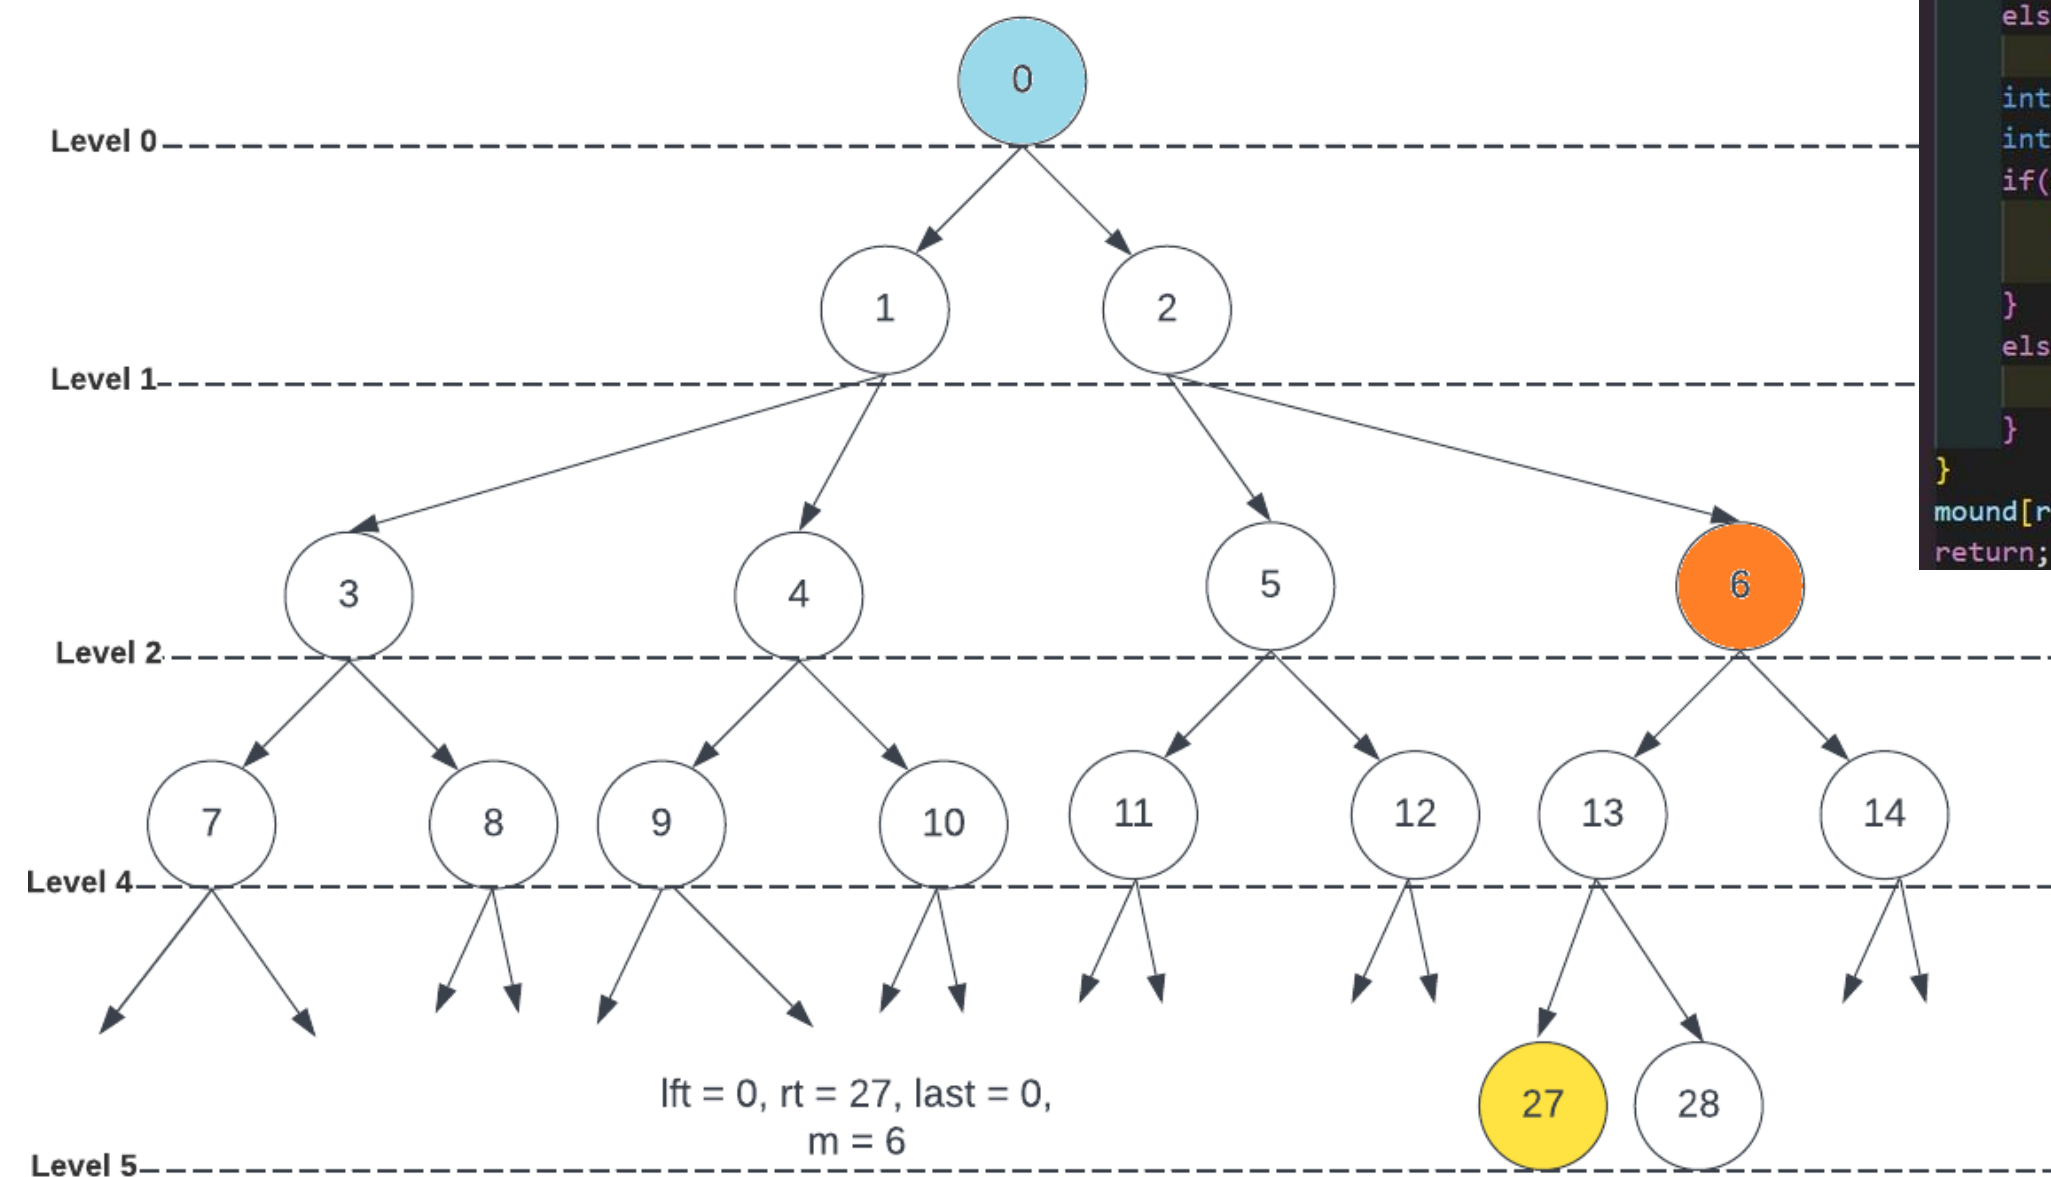 0
Level 0
1
2
Level 1
3
4
5
6
Level 2
7
8
9
10
11
12
13
14
Level 4
lft = 0, rt = 27, last = 0,
m = 6
27
28
Level 5
els
int
int
if(
}
els
}
}
mound[r
return;